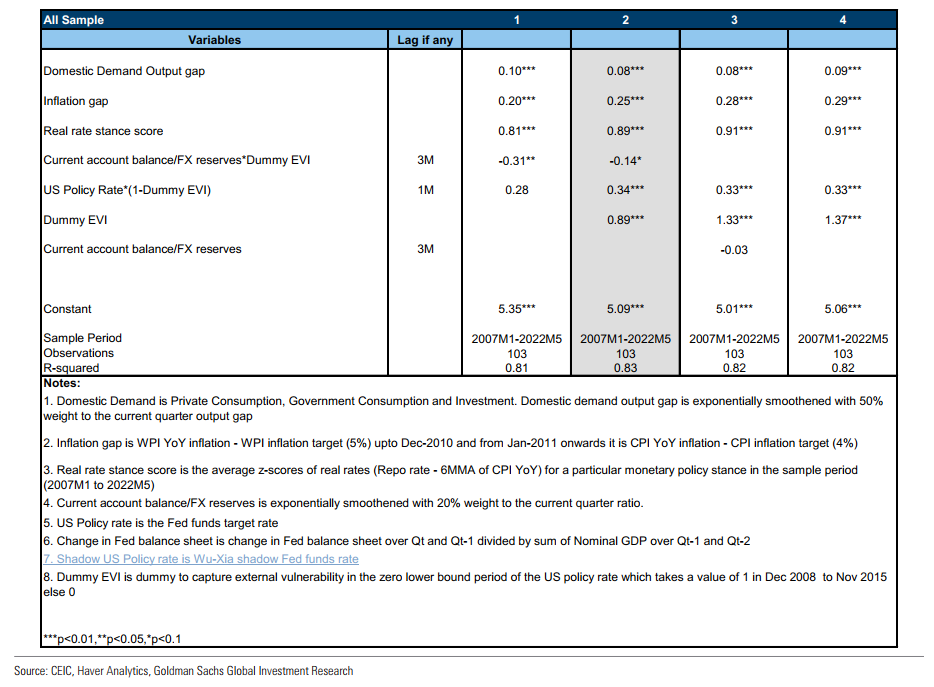 All Sample 1 2 3 4
Variables Lag if any
Domestic Demand Output gap 0.10*** 0.08*** 0.08*** 0.09***
Inflation gap 0.20*** 0.25*** 0.28*** 0.29***
Real rate stance score 0.81*** 0.89*** 0.91*** 0.91***
Current account balance/FX reserves*Dummy EVI 3M -0.31** -0.14*
US Policy Rate*(1-Dummy EVI) 1M 0.28 0.34*** 0.33*** 0.33***
Dummy EVI 0.89*** 1.33*** 1.37***
Current account balance/FX reserves 3M -0.03
Constant 5.35*** 5.09*** 5.01*** 5.06***
Sample Period 2007M1-2022M5 2007M1-2022M5 2007M1-2022M5 2007M1-2022M5
Observations 103 103 103 103
R-squared 0.81 0.83 0.82 0.82
Notes:
1. Domestic Demand is Private Consumption, Government Consumption and Investment. Domestic demand output gap is exponentially smoothened with 50%
weight to the current quarter output gap
2. Inflation gap is WPI YoY inflation - WPI inflation target (5%) upto Dec-2010 and from Jan-2011 onwards it is CPI YoY inflation - CPI inflation target (4%)
3. Real rate stance score is the average z-scores of real rates (Repo rate - 6MMA of CPI YoY) for a particular monetary policy stance in the sample period
(2007M1 to 2022M5)
4. Current account balance/FX reserves is exponentially smoothened with 20% weight to the current quarter ratio.
5. US Policy rate is the Fed funds target rate
6. Change in Fed balance sheet is change in Fed balance sheet over Qt and Qt-1 divided by sum of Nominal GDP over Qt-1 and Qt-2
7. Shadow US Policy rate is Wu-Xia shadow Fed funds rate
8. Dummy EVI is dummy to capture external vulnerability in the zero lower bound period of the US policy rate which takes a value of 1 in Dec 2008 to Nov 2015
else 0
***p<0.01,**p<0.05,*p<0.1
Source: CEIC, Haver Analytics, Goldman Sachs Global Investment Research